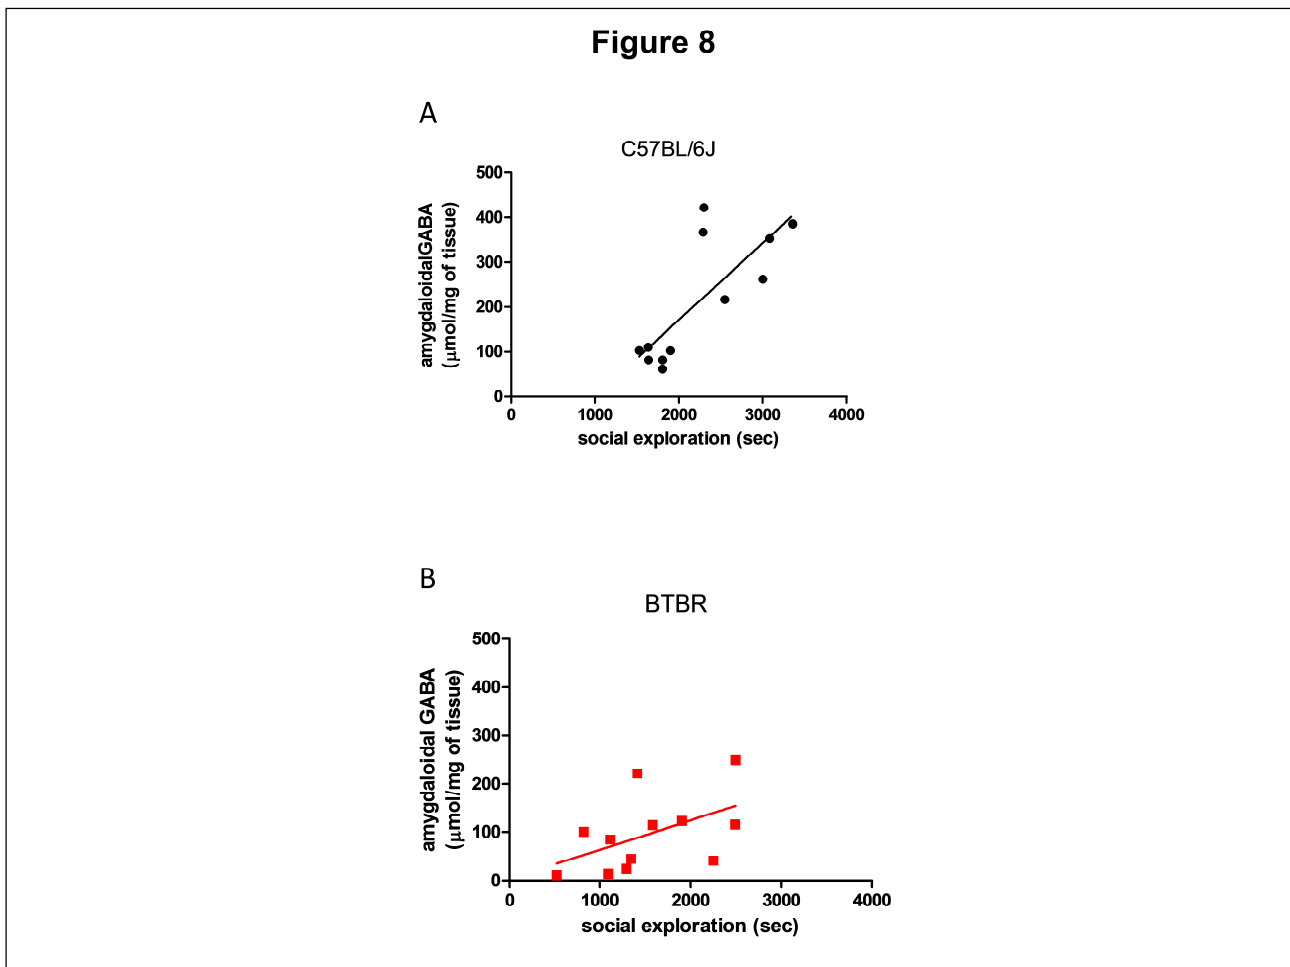 Figure 8
A
C57BL/6J
amygdaloidalGABA
(μmol/mg of tissue)
500
400
300
200
100
0
0 1000 2000 3000 4000
social exploration (sec)
B
BTBR
amygdaloidal GABA
(μmol/mg of tissue)
500
400
300
200
100
0
0 1000 2000 3000 4000
social exploration (sec)